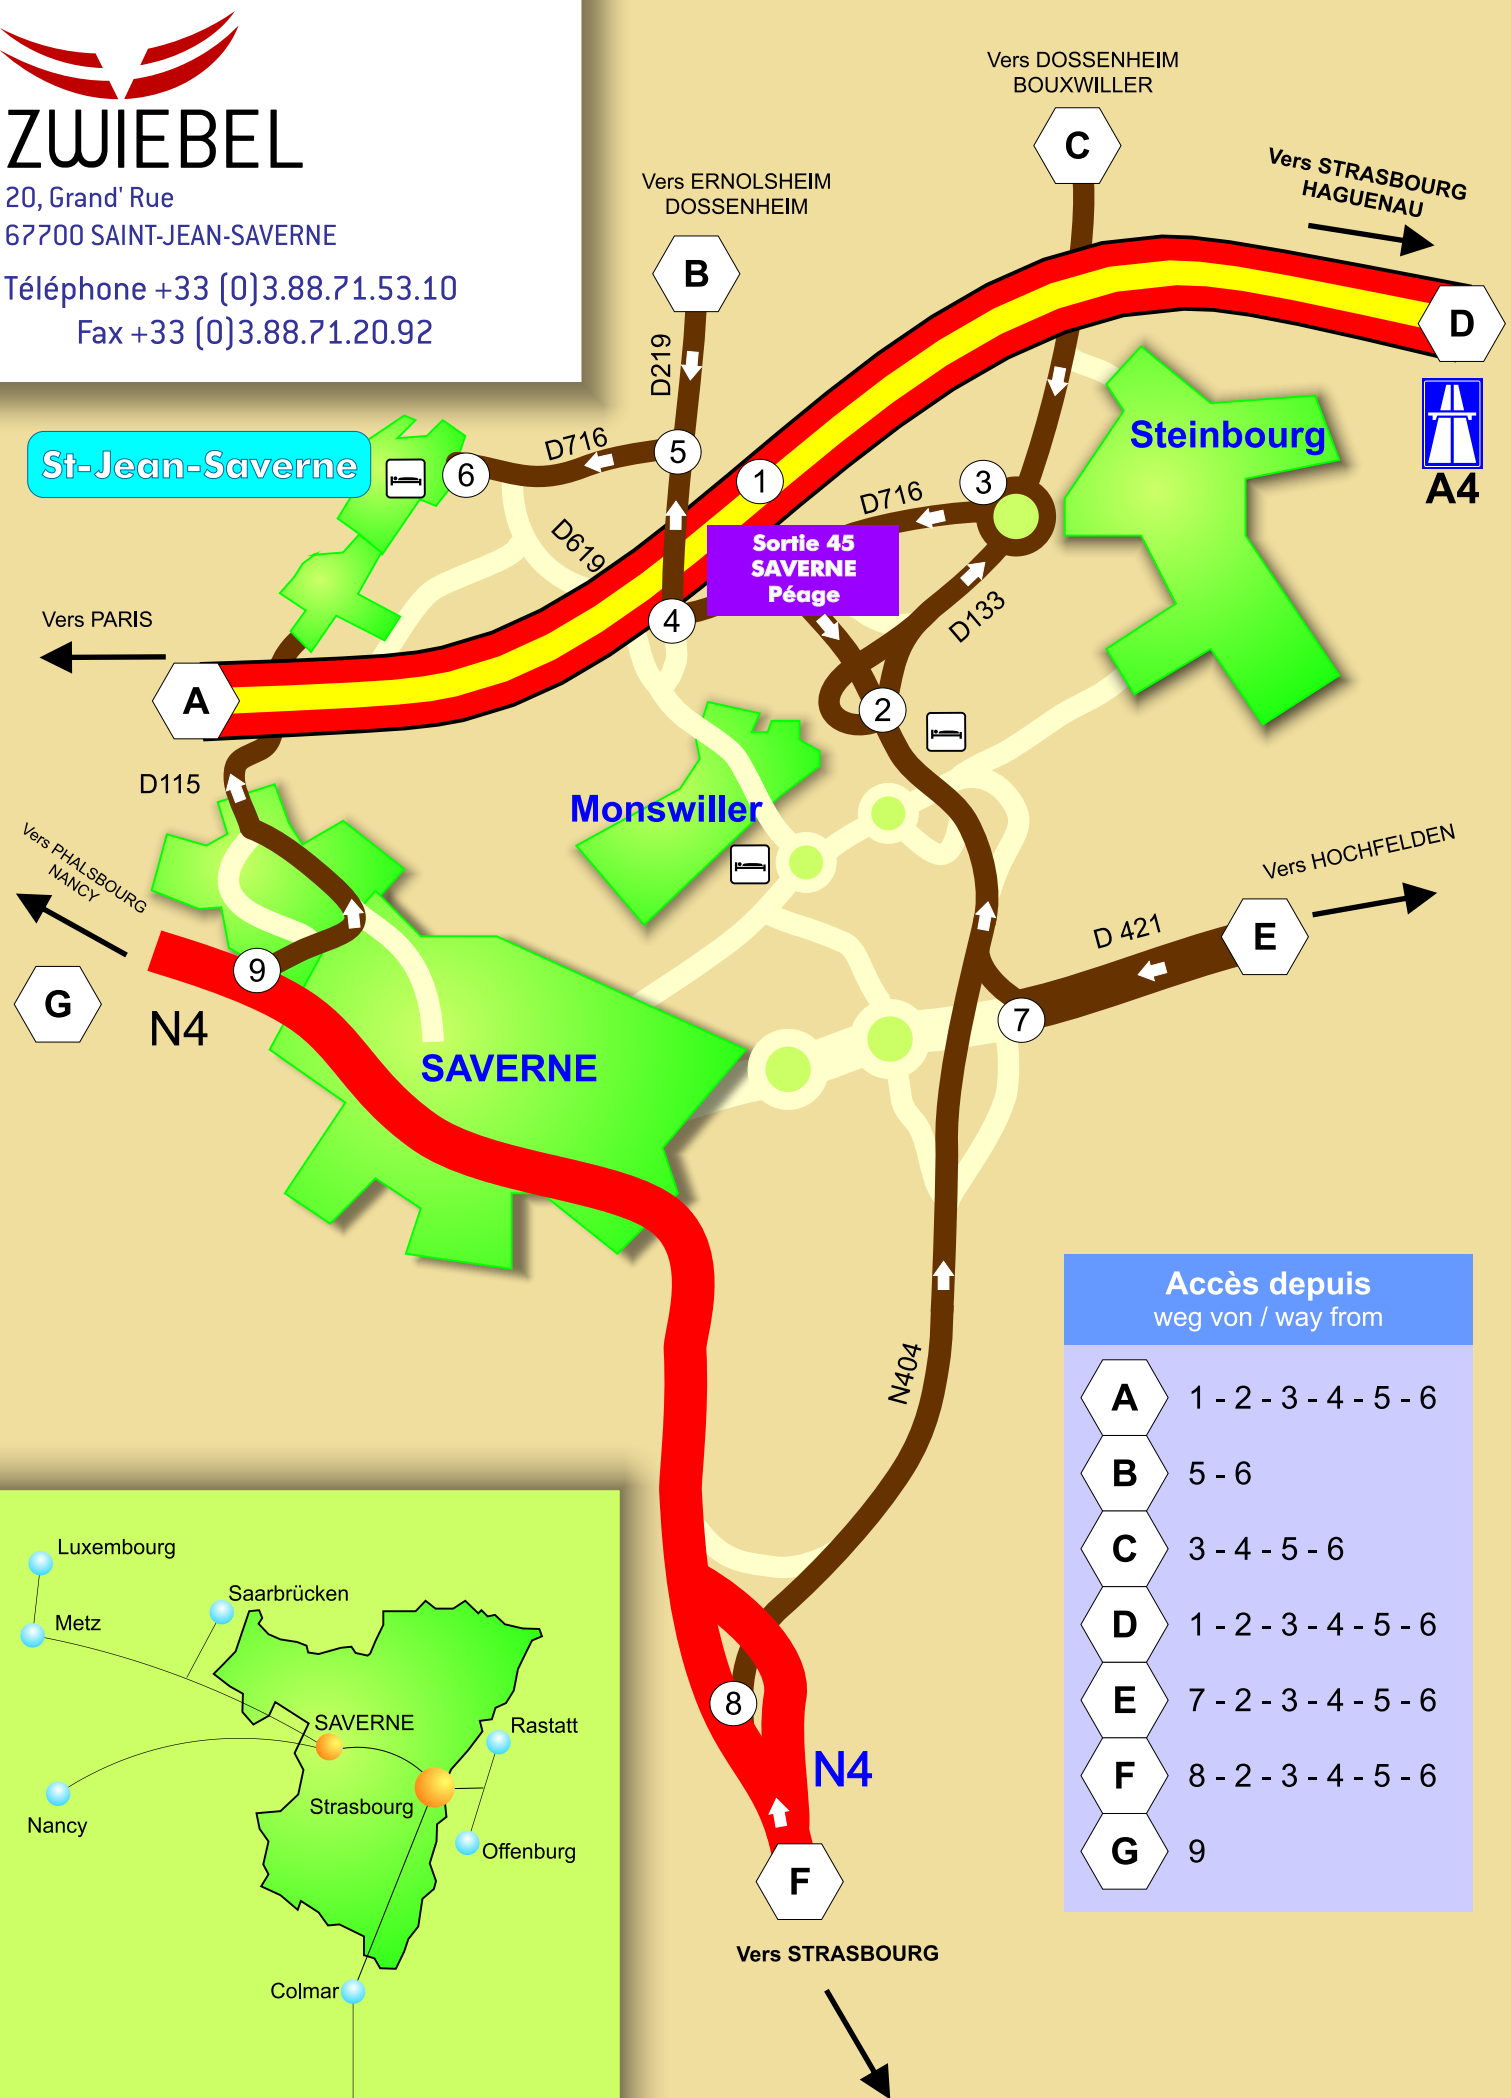 ZWIEBEL
20, Grand' Rue
67700 SAINT-JEAN-SAVERNE
Téléphone +33 (0)3.88.71.53.10
Fax +33 (0)3.88.71.20.92
Vers DOSSENHEIM
BOUXWILLER
C
Vers STRASBOURG
HAGUENAU
Vers ERNOLSHEIM
DOSSENHEIM
B
D
A4
D219
Steinbourg
St-Jean-Saverne
6
D716
5
1
D716
3
D619
Sortie 45
SAVERNE
Péage
4
D133
Vers PARIS
A
2
D115
Monswiller
Vers PHALSBOURG
NANCY
Vers HOCHFELDEN
E
D 421
9
G
N4
7
SAVERNE
N404
8
N4
F
Vers STRASBOURG
Accès depuis
weg von / way from
A 1 - 2 - 3 - 4 - 5 - 6
B 5 - 6
C 3 - 4 - 5 - 6
D 1 - 2 - 3 - 4 - 5 - 6
E 7 - 2 - 3 - 4 - 5 - 6
F 8 - 2 - 3 - 4 - 5 - 6
G 9
Luxembourg
Saarbrücken
Metz
SAVERNE
Rastatt
Strasbourg
Nancy
Offenburg
Colmar